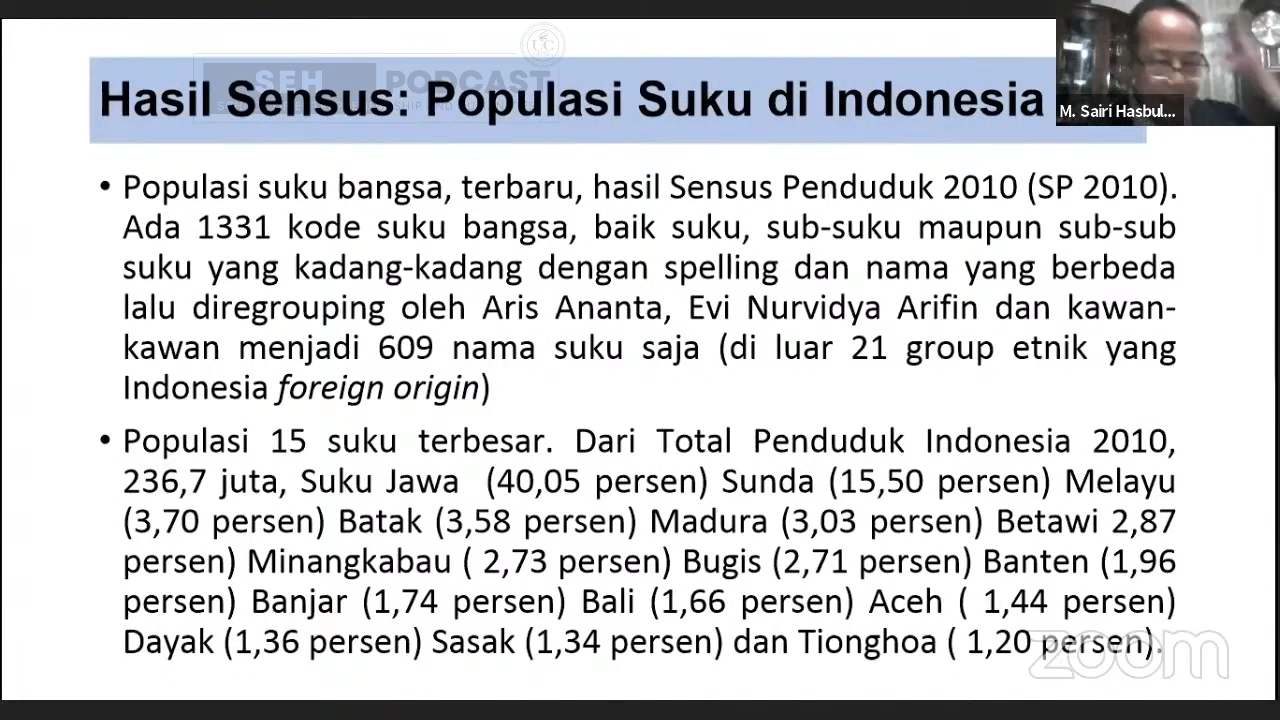 UC
SEH PODCAST
Hasil Sensus: Populasi Suku di Indonesia
M. Sairi Hasbul...
• Populasi suku bangsa, terbaru, hasil Sensus Penduduk 2010 (SP 2010).
Ada 1331 kode suku bangsa, baik suku, sub-suku maupun sub-sub
suku yang kadang-kadang dengan spelling dan nama yang berbeda
lalu diregrouping oleh Aris Ananta, Evi Nurvidya Arifin dan kawan-
kawan menjadi 609 nama suku saja (di luar 21 group etnik yang
Indonesia foreign origin)
• Populasi 15 suku terbesar. Dari Total Penduduk Indonesia 2010,
236,7 juta, Suku Jawa (40,05 persen) Sunda (15,50 persen) Melayu
(3,70 persen) Batak (3,58 persen) Madura (3,03 persen) Betawi 2,87
persen) Minangkabau ( 2,73 persen) Bugis (2,71 persen) Banten (1,96
persen) Banjar (1,74 persen) Bali (1,66 persen) Aceh ( 1,44 persen)
Dayak (1,36 persen) Sasak (1,34 persen) dan Tionghoa ( 1,20 persen).
zoom